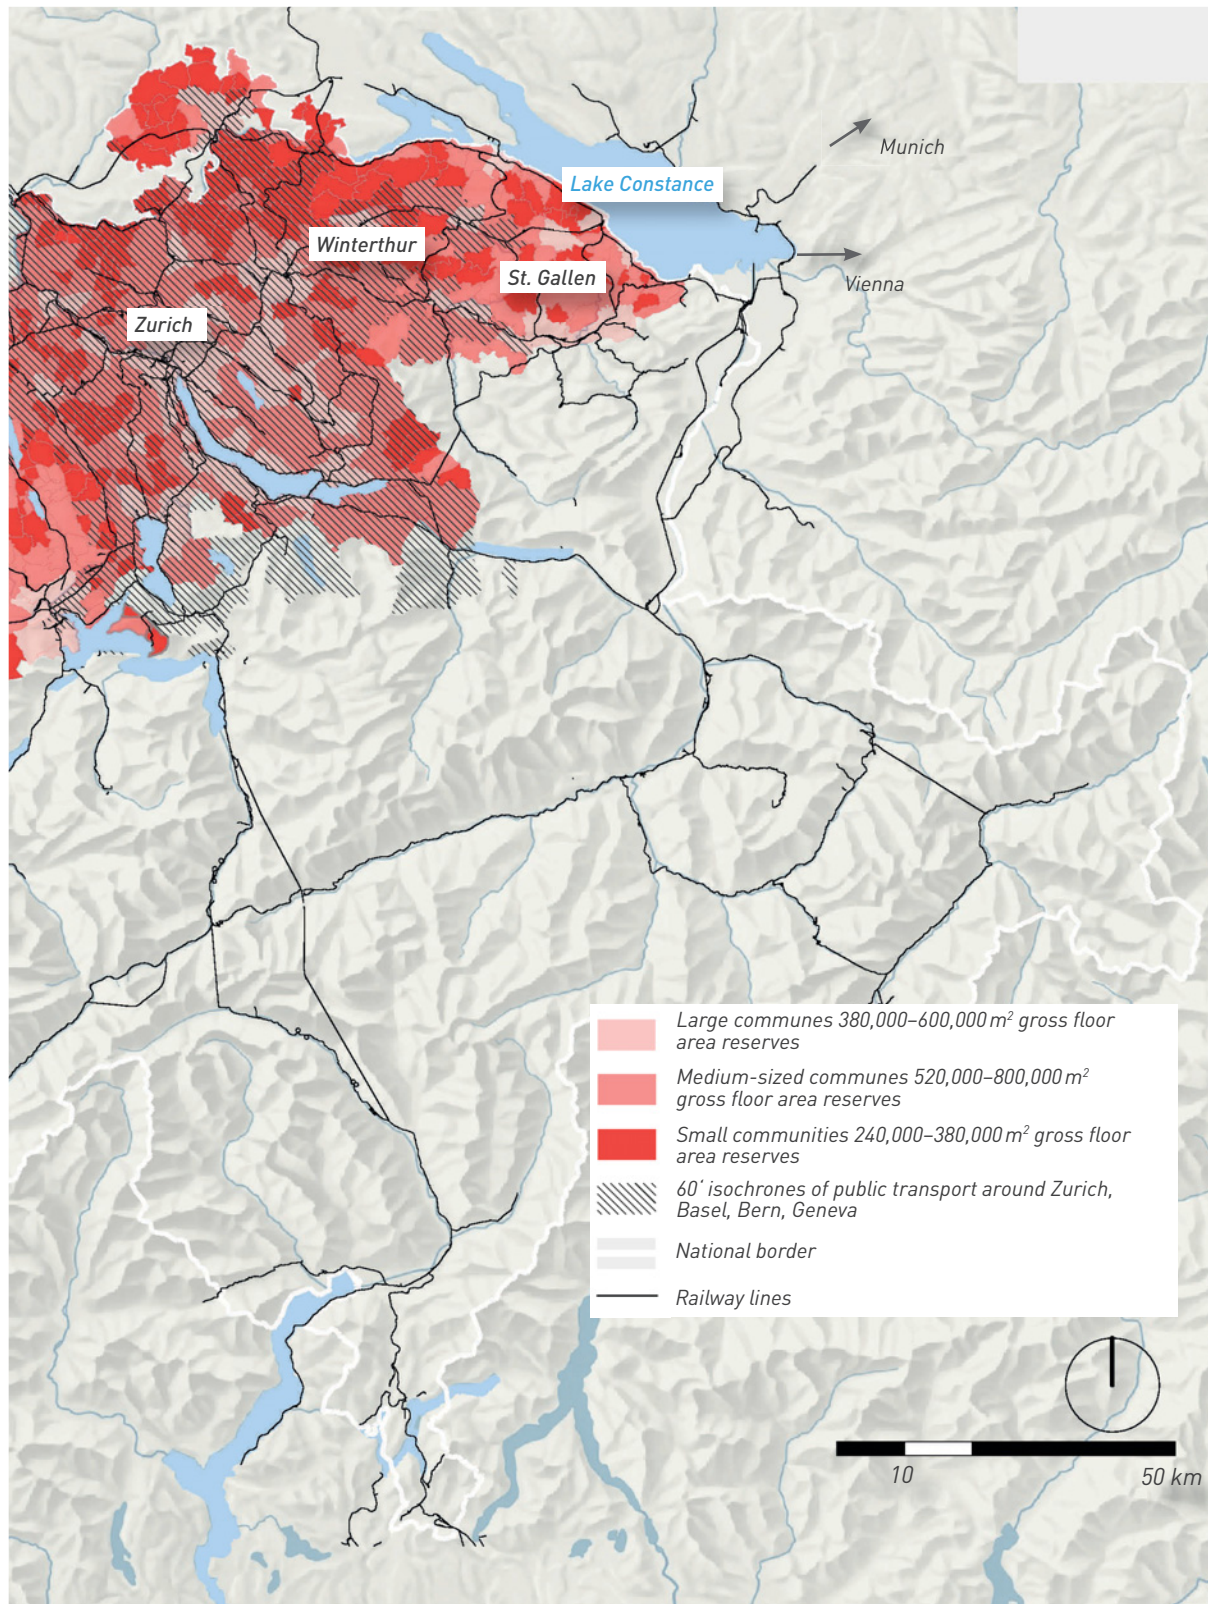 Munich
Lake Constance
Winterthur
St. Gallen
Vienna
Zurich
Large communes 380,000–600,000 m² gross floor
area reserves
Medium-sized communes 520,000–800,000 m²
gross floor area reserves
Small communities 240,000–380,000 m² gross floor
area reserves
60' isochrones of public transport around Zurich,
Basel, Bern, Geneva
National border
Railway lines
10 50 km